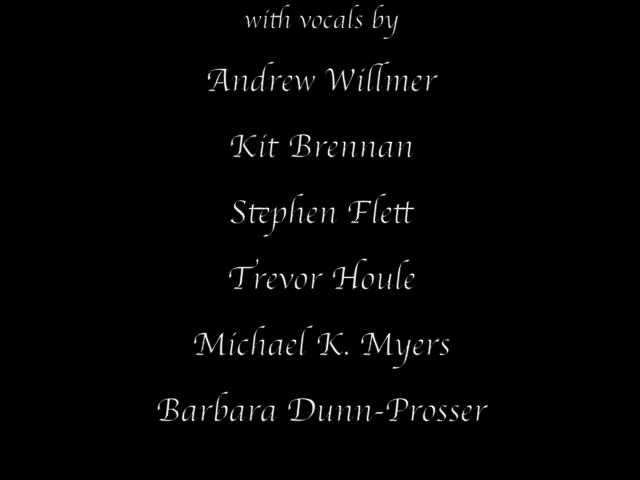 with vocals by
Andrew Willmer
Kit Brennan
Stephen Flett
Trevor Houle
Michael K. Myers
Barbara Dunn-Prosser